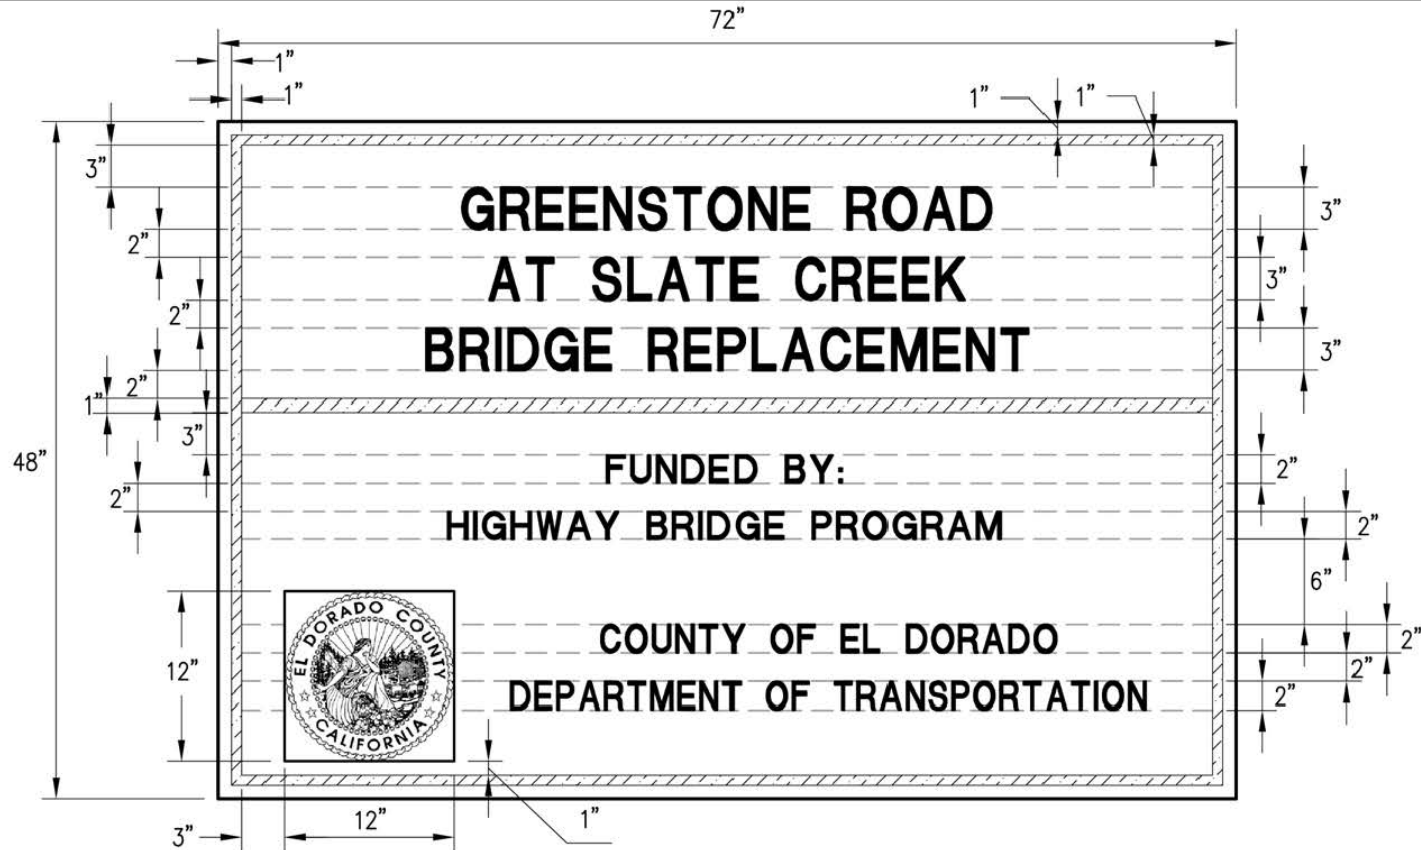 72”
1”
1”
1”
1”
3”
GREENSTONE ROAD
3”
2”
AT SLATE CREEK
3”
2”
BRIDGE REPLACEMENT
3”
2”
1”
3”
48”
FUNDED BY:
2”
2”
HIGHWAY BRIDGE PROGRAM
2”
6”
EL DORADO COUNTY
CALIFORNIA
12”
COUNTY OF EL DORADO
2”
2”
DEPARTMENT OF TRANSPORTATION
2”
12”
1”
3”